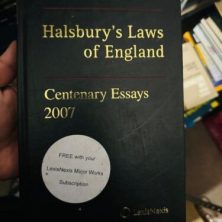 Halsbury's Laws
of England
Centenary Essays
2007
FREE with your
LexisNexis Major Works
Subscription
LexisNexis